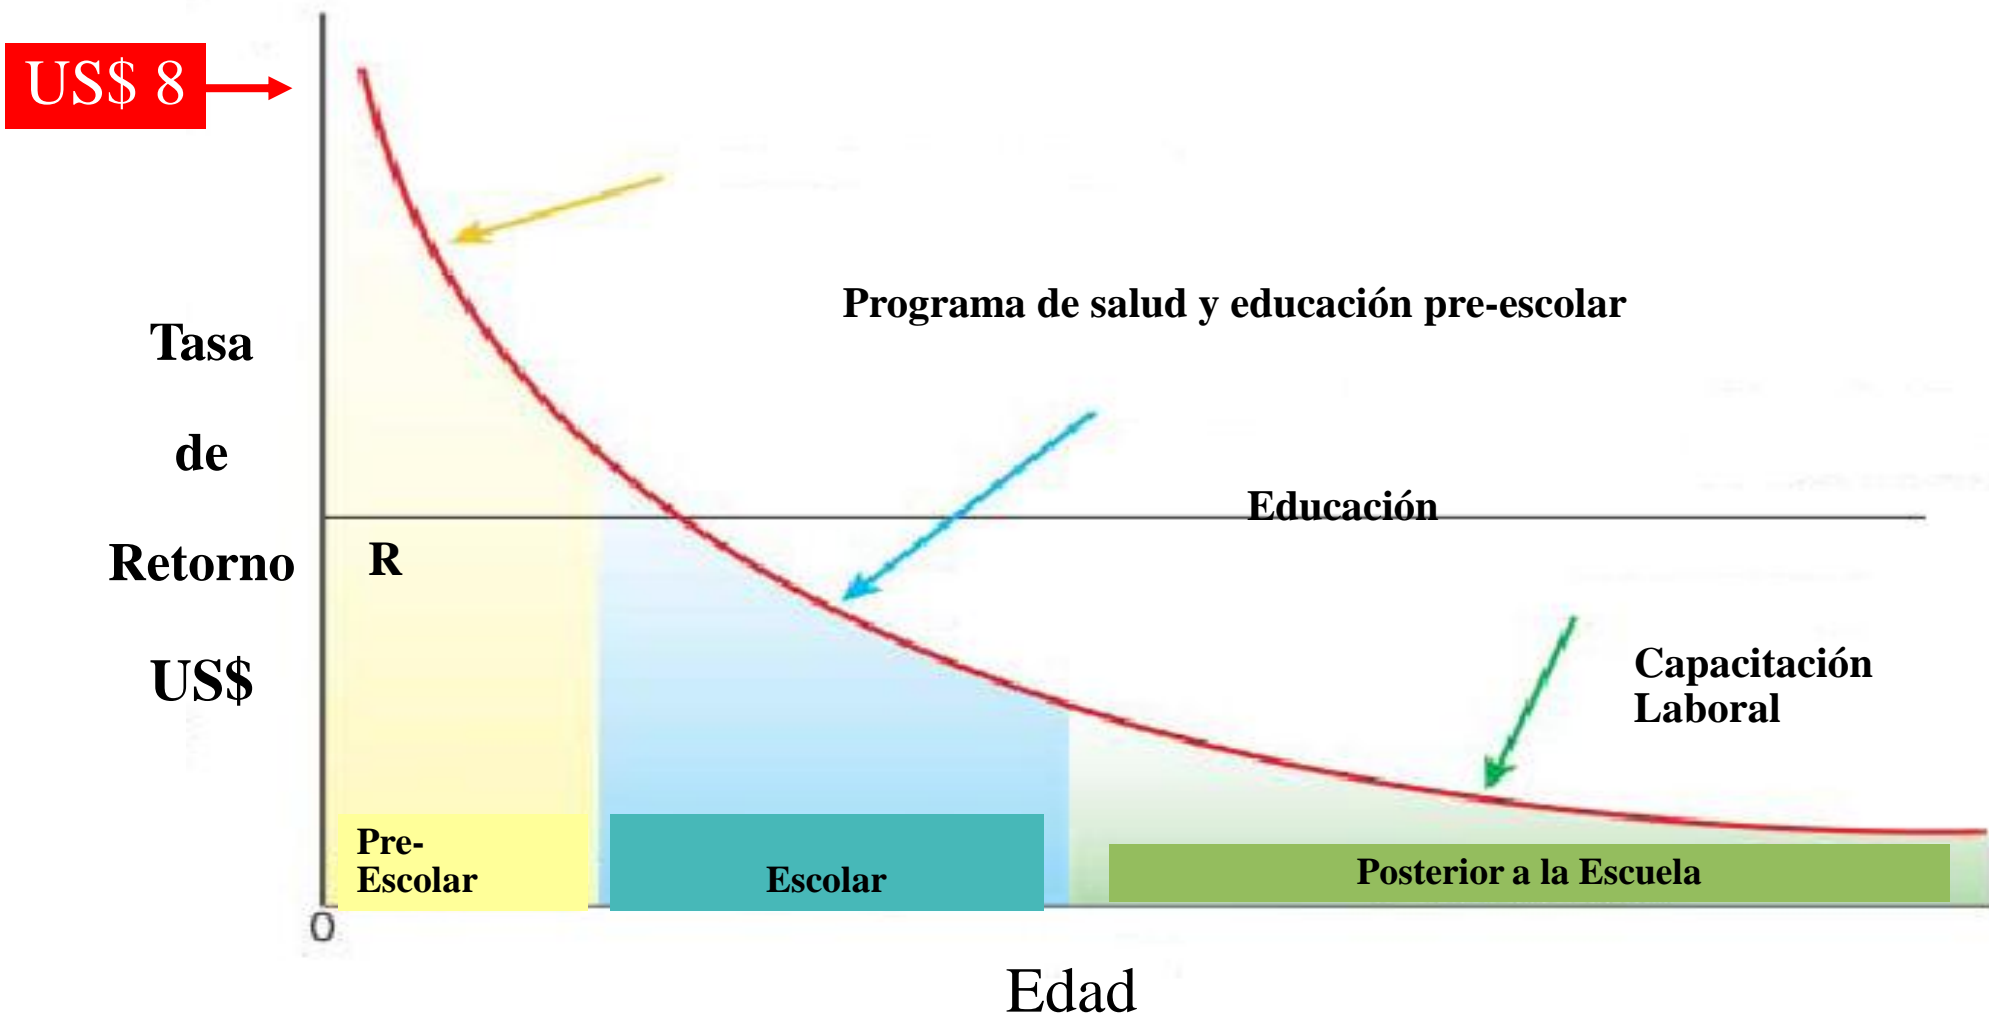 US$ 8
Programa de salud y educación pre-escolar
Tasa
de
Retorno
US$
Educación
R
Capacitación
Laboral
Pre-
Escolar
Escolar
Posterior a la Escuela
0
Edad